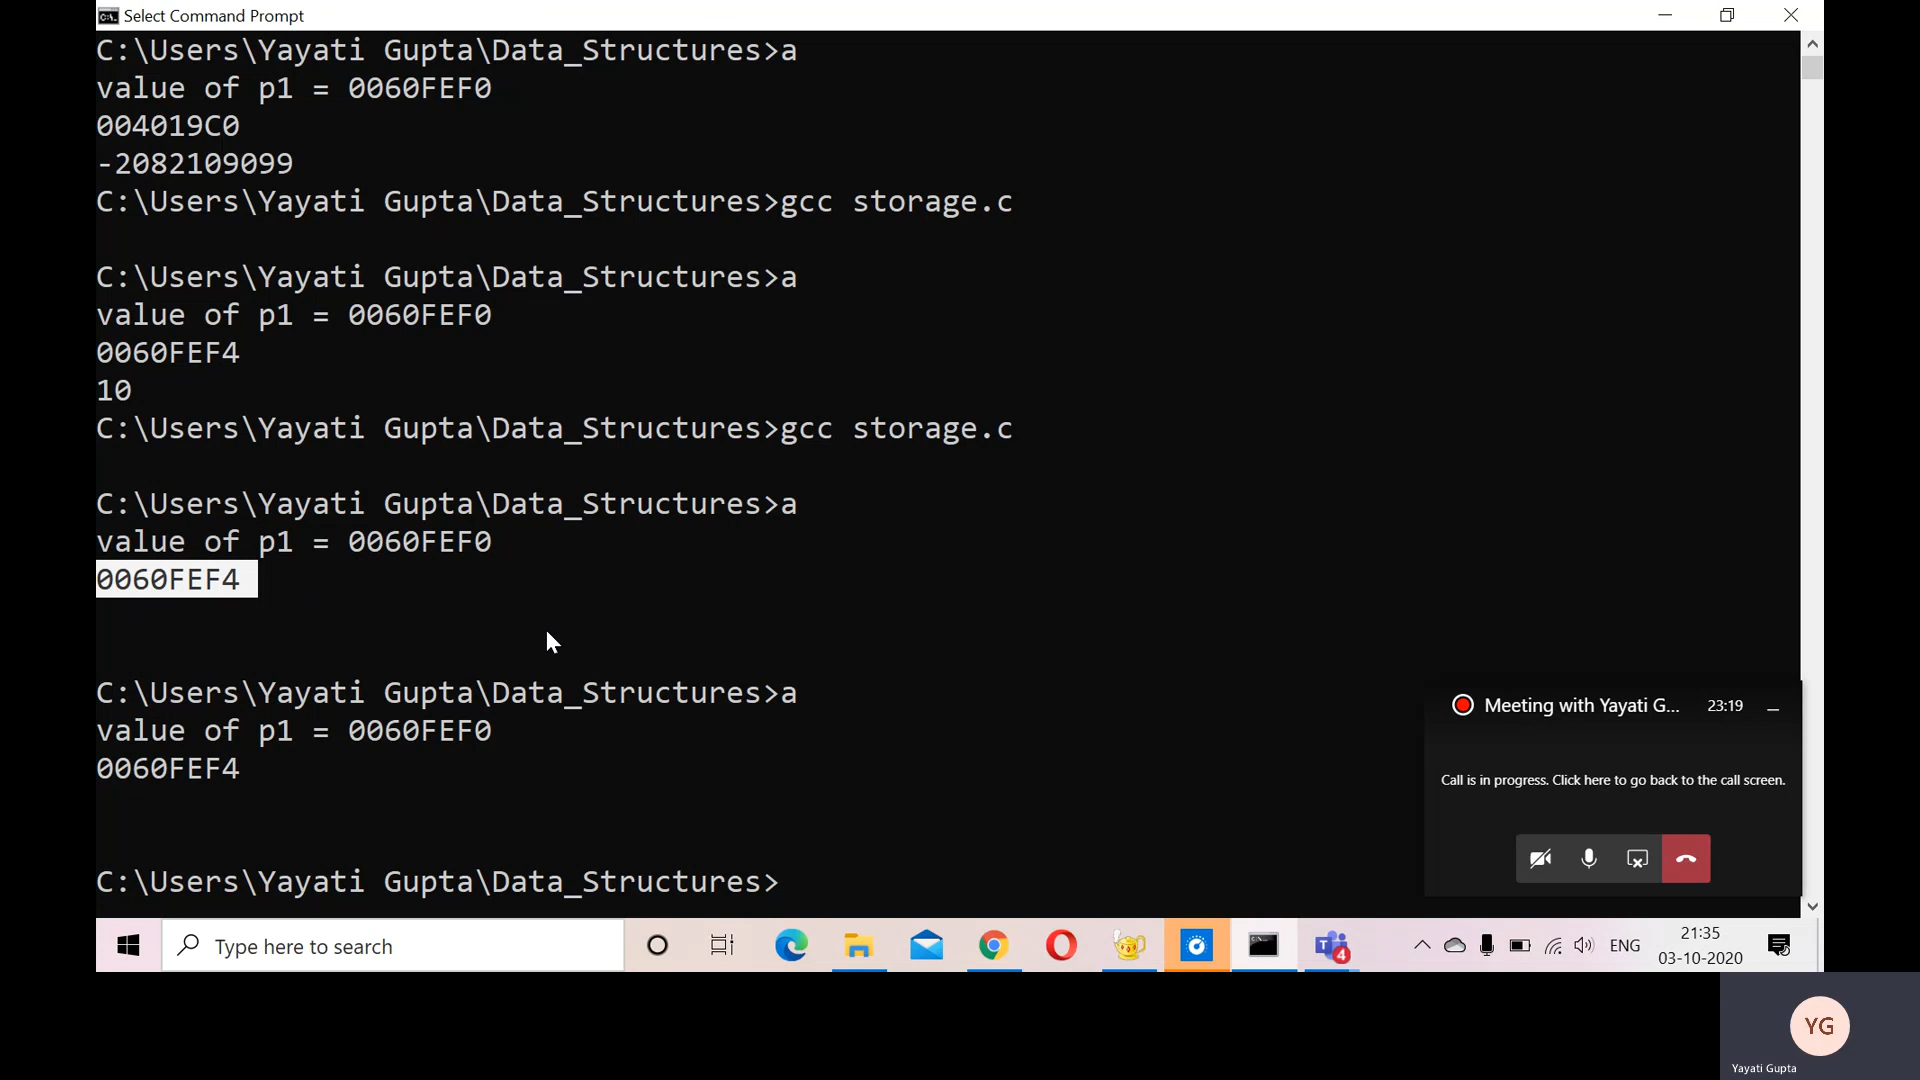 Select Command Prompt
C:\Users\Yayati Gupta\Data_Structures>a
value of p1 = 0060FEF0
004019C0
-2082109099
C:\Users\Yayati Gupta\Data_Structures>gcc storage.c
C:\Users\Yayati Gupta\Data_Structures>a
value of p1 = 0060FEF0
0060FEF4
10
C:\Users\Yayati Gupta\Data_Structures>gcc storage.c
C:\Users\Yayati Gupta\Data_Structures>a
value of p1 = 0060FEF0
0060FEF4
C:\Users\Yayati Gupta\Data_Structures>a
value of p1 = 0060FEF0
0060FEF4
C:\Users\Yayati Gupta\Data_Structures>
Meeting with Yayati G... 23:19
Call is in progress. Click here to go back to the call screen.
Type here to search
4
ENG
21:35
03-10-2020
YG
Yayati Gupta